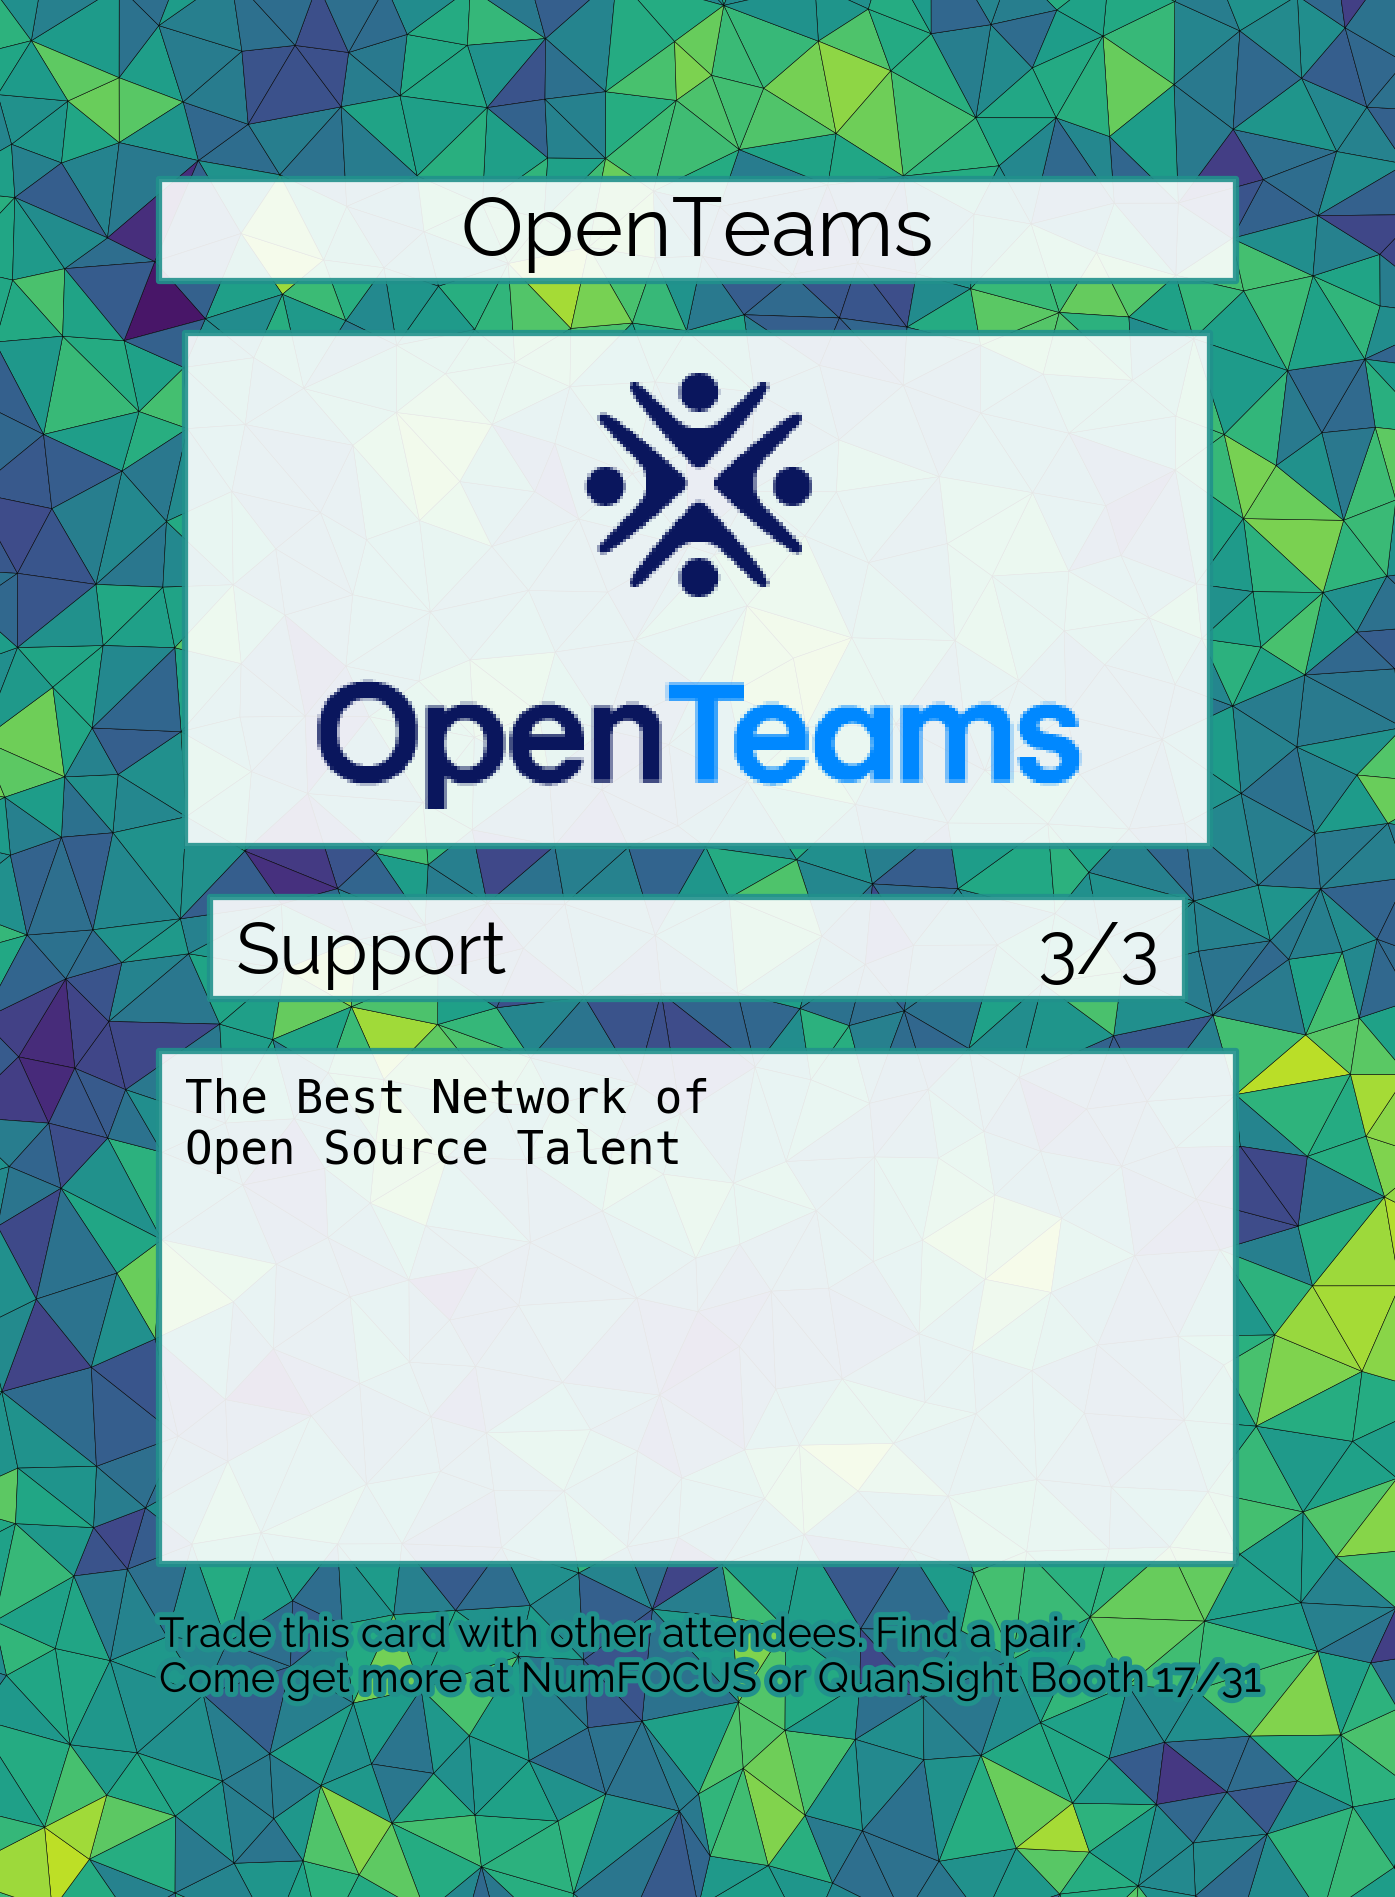 OpenTeams
OpenTeams
Support 3/3
The Best Network of
Open Source Talent
Trade this card with other attendees. Find a pair.
Come get more at NumFOCUS or QuanSight Booth 17/31